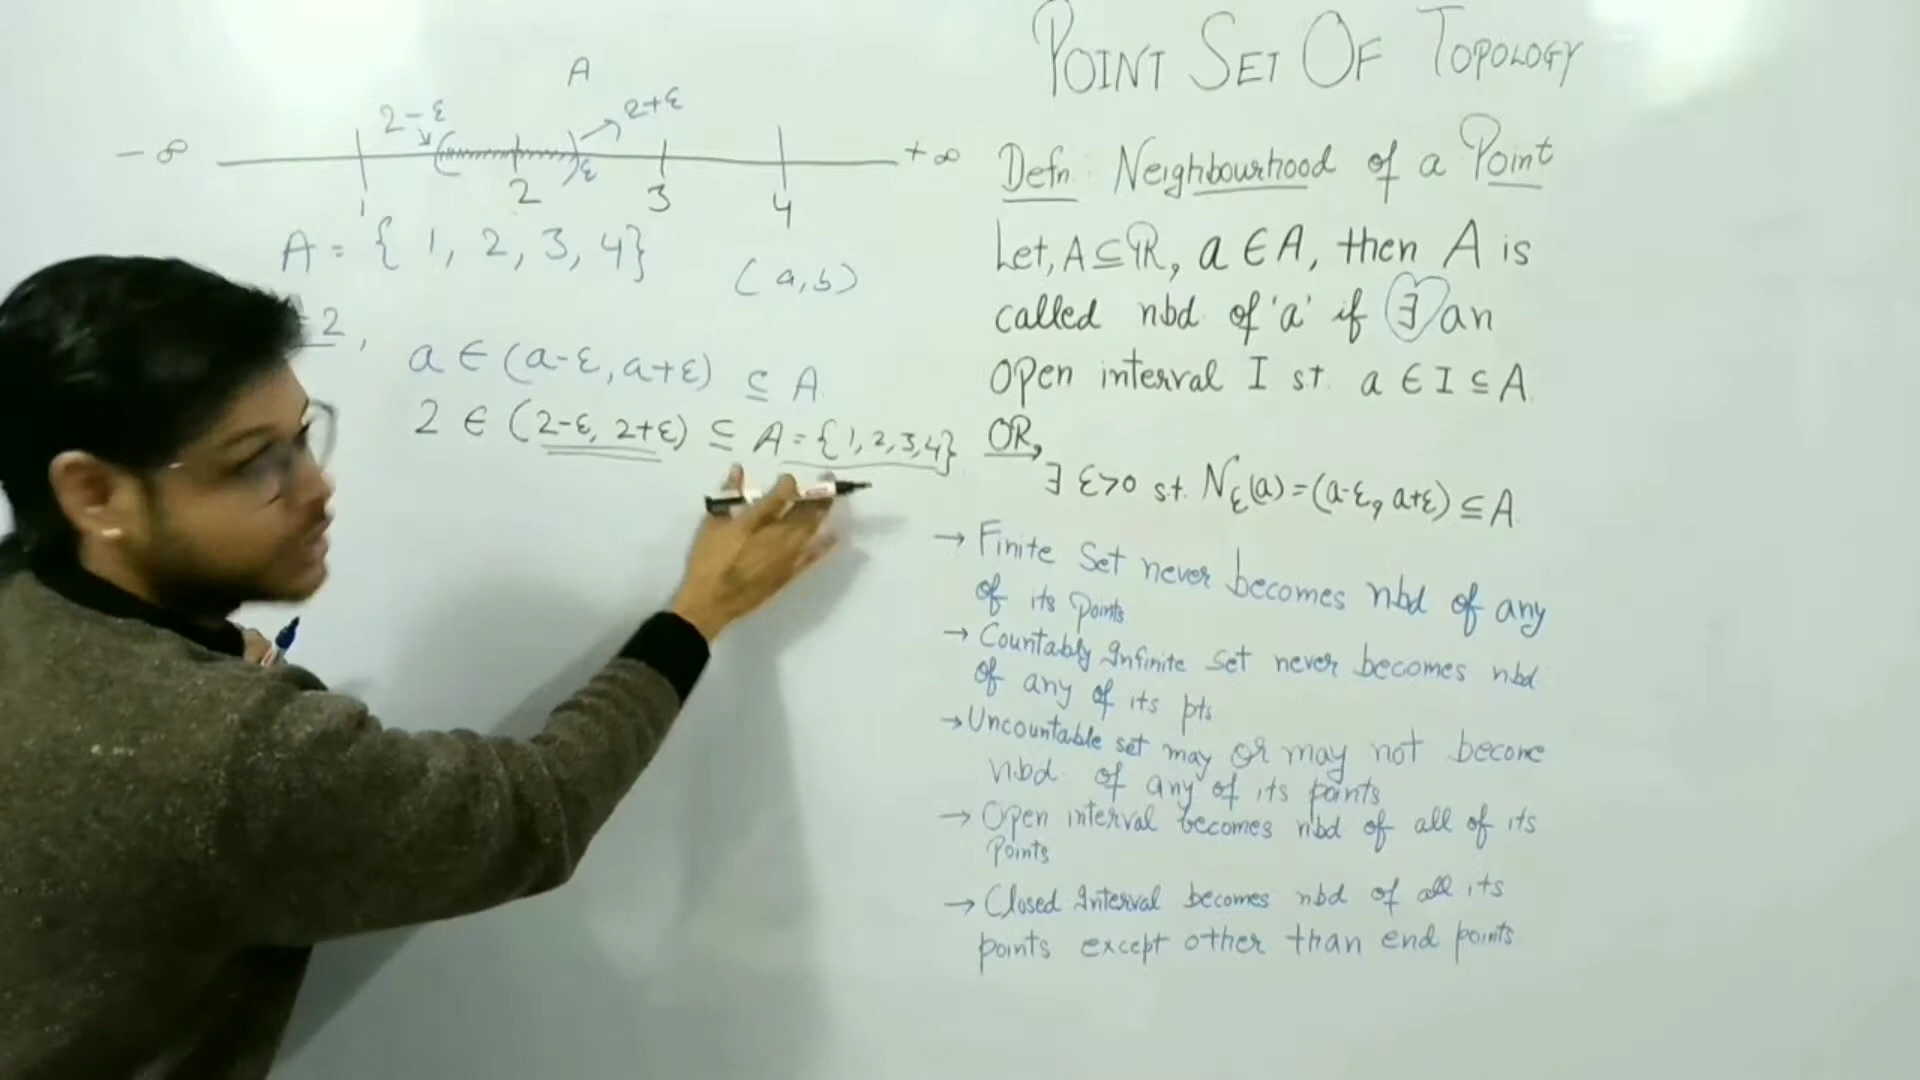 A
2-ε
2+ε
-∞
+∞
ε
1 2 3 4
A = { 1, 2, 3, 4}
(a,b)
=2,
a ∈ (a-ε, a+ε) ⊆ A
2 ∈ (2-ε, 2+ε) ⊆ A = {1,2,3,4}
POINT SET OF TOPOLOGY
Defn: Neighbourhood of a Point
Let, A⊆ℝ, a ∈ A, then A is
called nbd of 'a' if ∃ an
open interval I st. a ∈ I ⊆ A
OR,
∃ ε>0 s.t. Nε(a)=(a-ε, a+ε) ⊆ A
→ Finite Set never becomes nbd of any
of its points
→ Countably Infinite set never becomes nbd
of any of its pts
→ Uncountable set may or may not become
nbd. of any of its points
→ Open interval becomes nbd of all of its
points
→ Closed Interval becomes nbd of all its
points except other than end points